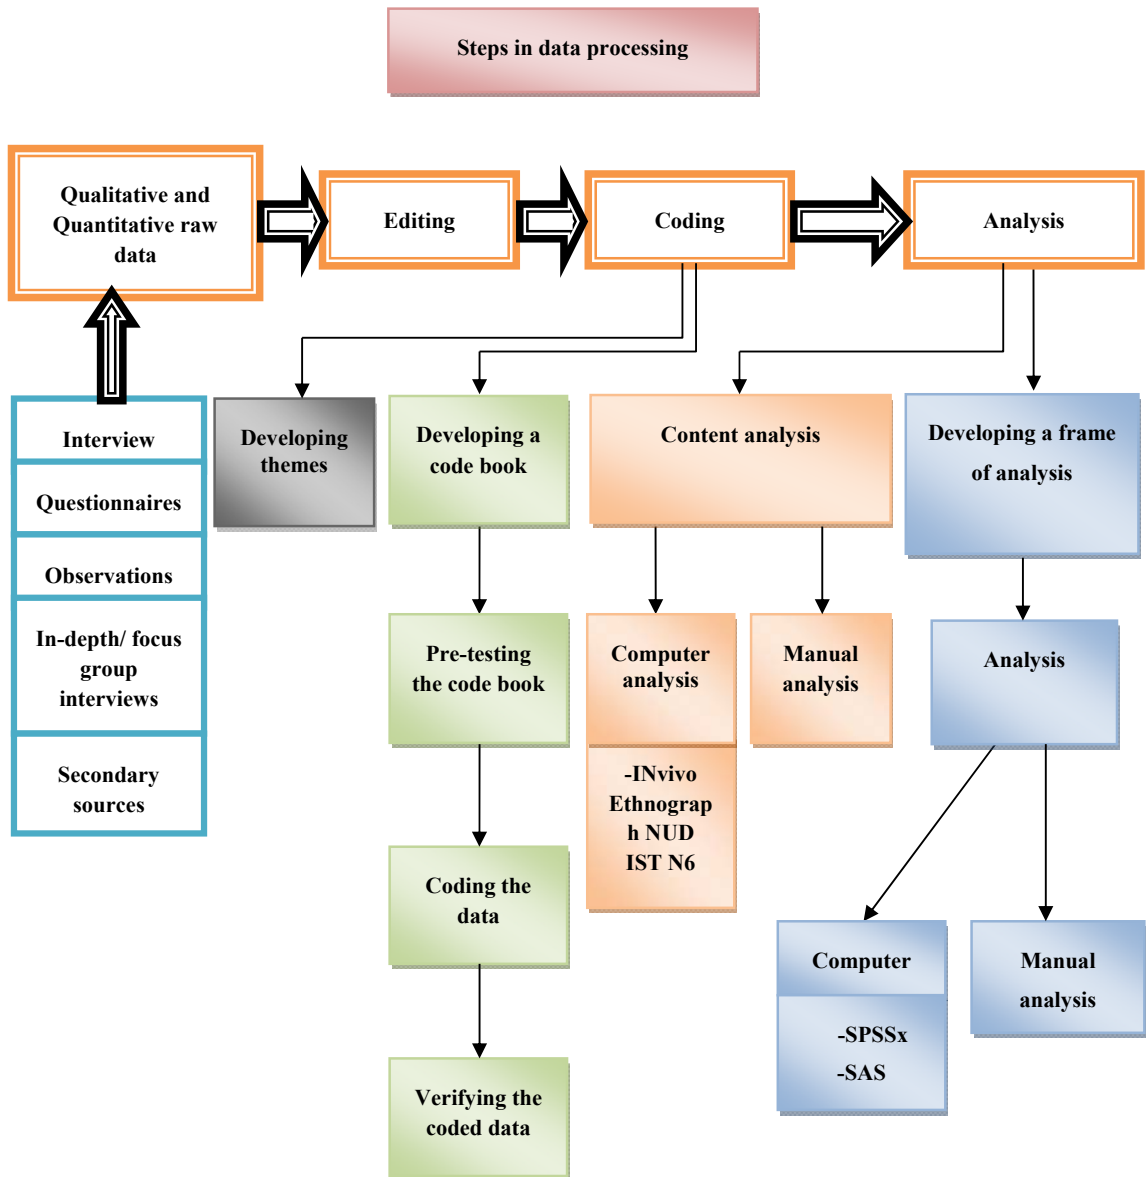 Steps in data processing
Qualitative and
Quantitative raw
data
Editing
Coding
Analysis
Interview
Questionnaires
Observations
In-depth/ focus
group
interviews
Secondary
sources
Developing
themes
Developing a
code book
Pre-testing
the code book
Coding the
data
Verifying the
coded data
Content analysis
Computer
analysis
-INvivo
Ethnograp
h NUD
IST N6
Manual
analysis
Developing a frame
of analysis
Analysis
Computer
-SPSSx
-SAS
Manual
analysis